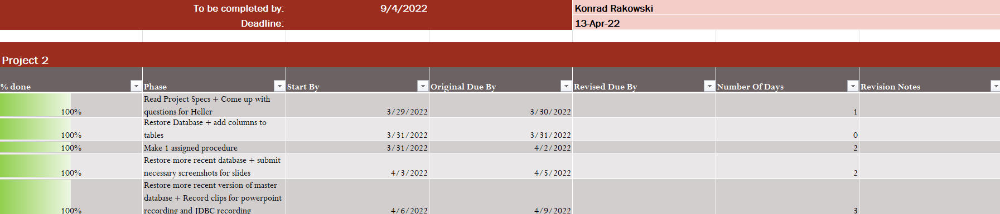 To be completed by: 9/4/2022 Konrad Rakowski
Deadline: 13-Apr-22
Project 2
% done Phase Start By Original Due By Revised Due By Number Of Days Revision Notes
Read Project Specs + Come up with
100% questions for Heller 3/29/2022 3/30/2022 1
Restore Database + add columns to
100% tables 3/31/2022 3/31/2022 0
100% Make 1 assigned procedure 3/31/2022 4/2/2022 2
Restore more recent database + submit
100% necessary screenshots for slides 4/3/2022 4/5/2022 2
Restore more recent version of master
database + Record clips for powerpoint
100% recording and JDBC recording 4/6/2022 4/9/2022 3